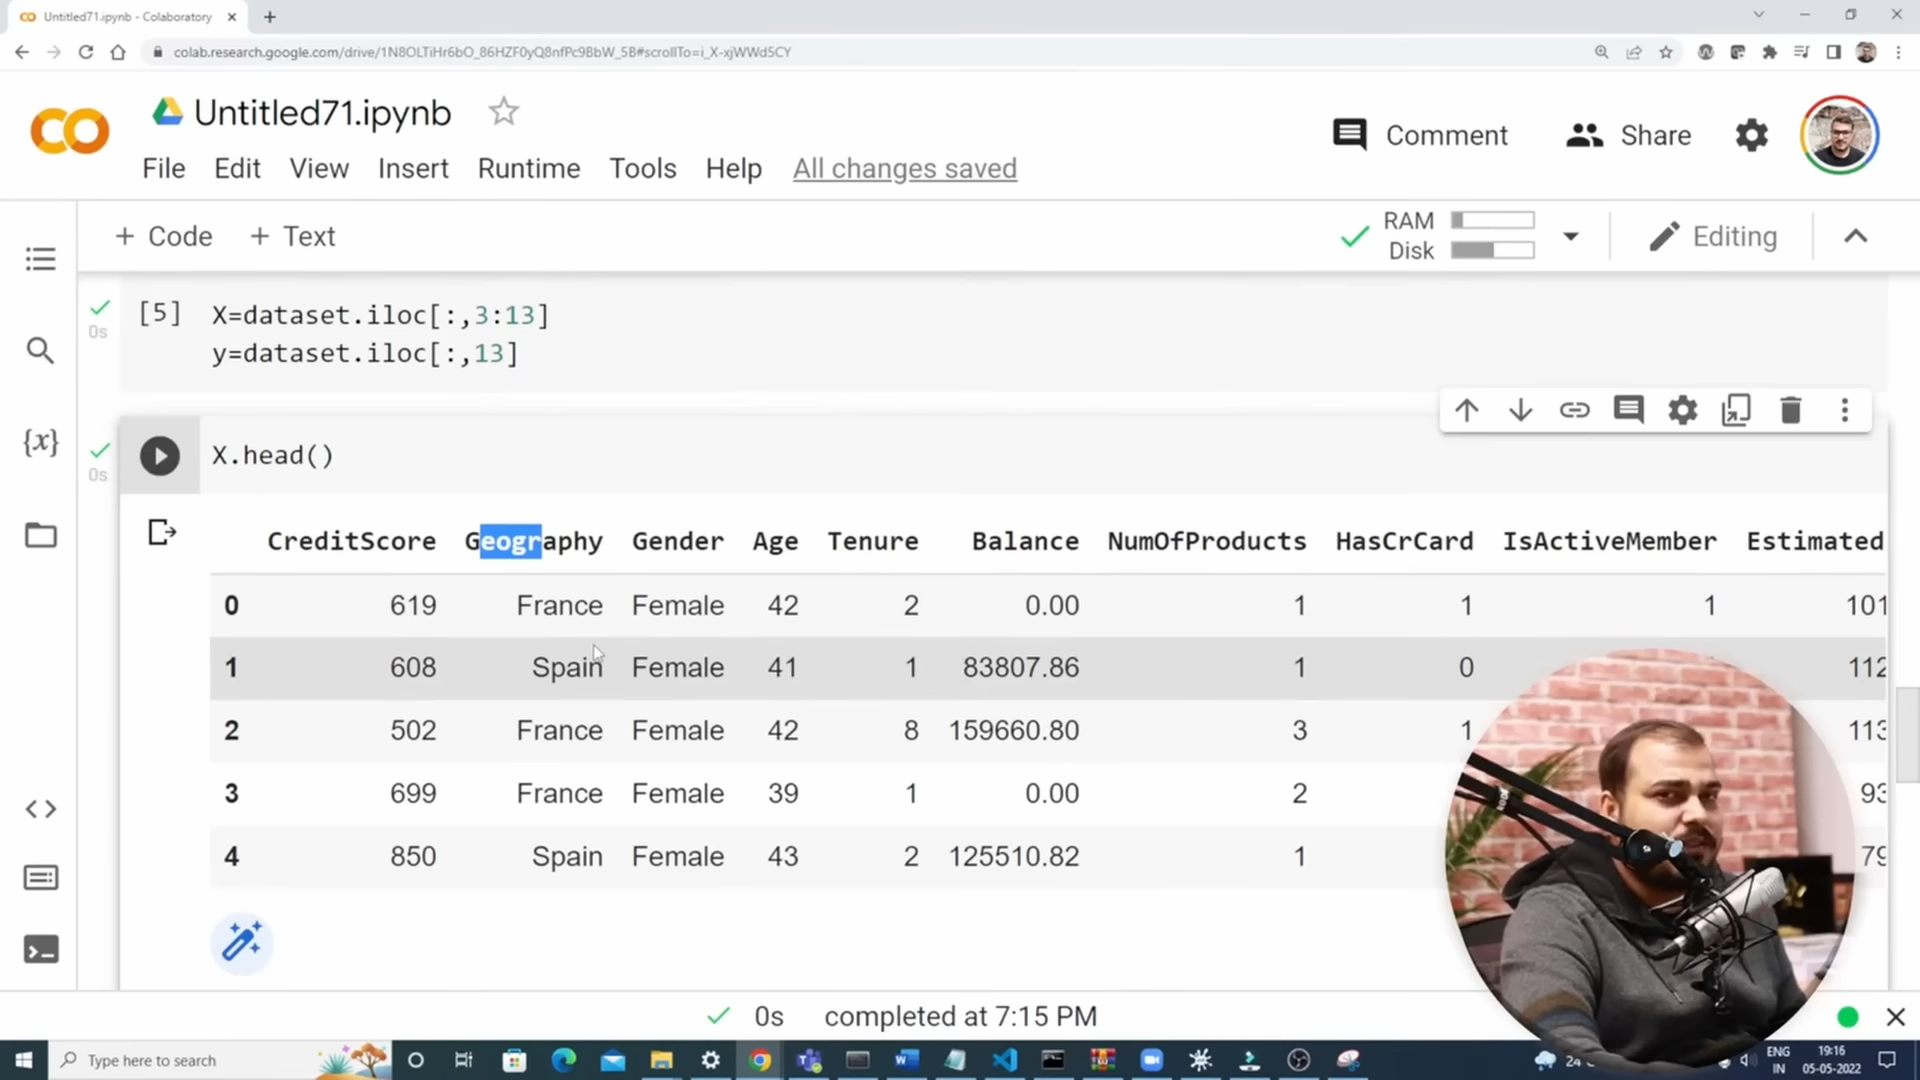 Untitled71.ipynb - Colaboratory
colab.research.google.com/drive/1N8OLTiHr6bO_86HZF0yQ8nfPc9BbW_5B#scrollTo=i_X-xjWWd5CY
Untitled71.ipynb
Comment
Share
File Edit View Insert Runtime Tools Help All changes saved
+ Code + Text
RAM
Disk
Editing
[5] X=dataset.iloc[:,3:13]
0s
y=dataset.iloc[:,13]
{x}
X.head()
0s
CreditScore Geography Gender Age Tenure Balance NumOfProducts HasCrCard IsActiveMember Estimated
0 619 France Female 42 2 0.00 1 1 1 101
1 608 Spain Female 41 1 83807.86 1 0 112
2 502 France Female 42 8 159660.80 3 1 113
3 699 France Female 39 1 0.00 2 93
4 850 Spain Female 43 2 125510.82 1 79
0s completed at 7:15 PM
Type here to search
24
ENG
IN
19:16
05-05-2022